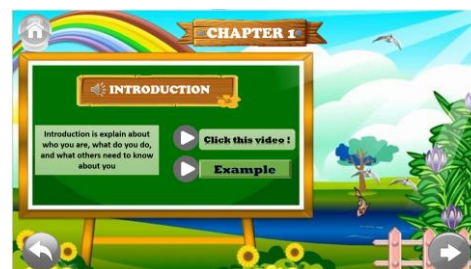 CHAPTER 1
INTRODUCTION
Introduction is explain about
who you are, what do you do,
and what others need to know
about you
Click this video !
Example